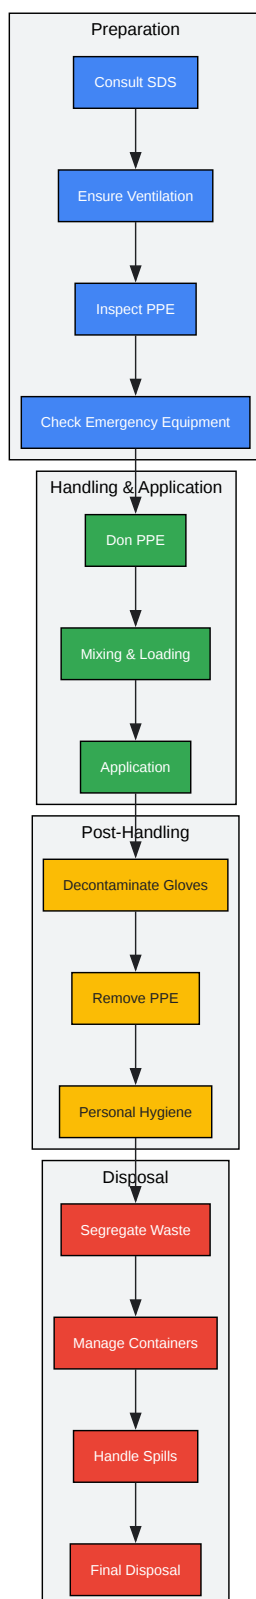 Preparation
Consult SDS
Ensure Ventilation
Inspect PPE
Check Emergency Equipment
Handling & Application
Don PPE
Mixing & Loading
Application
Post-Handling
Decontaminate Gloves
Remove PPE
Personal Hygiene
Disposal
Segregate Waste
Manage Containers
Handle Spills
Final Disposal